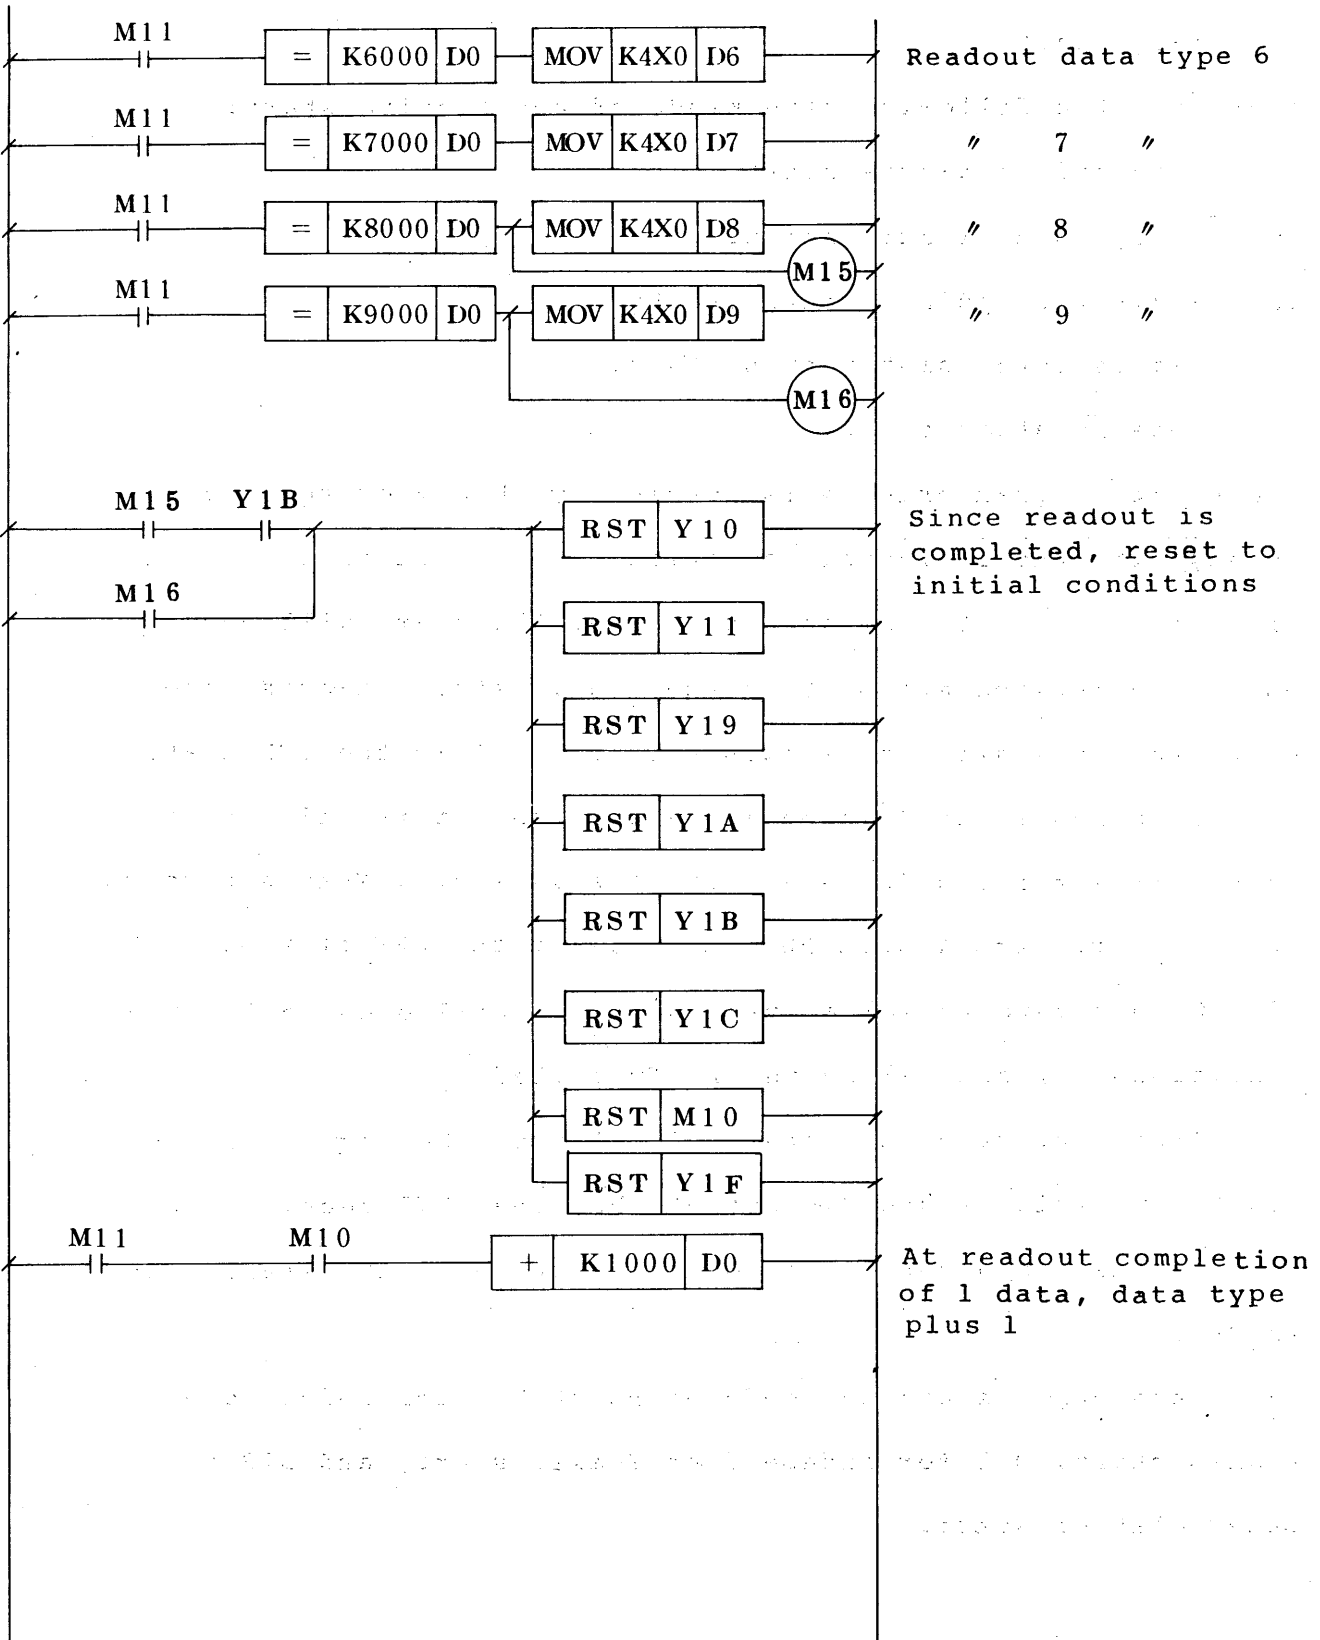 M11
= K6000 D0 MOV K4X0 D6 Readout data type 6
M11
= K7000 D0 MOV K4X0 D7 〃 7 〃
M11
= K8000 D0 MOV K4X0 D8 〃 8 〃
M15
M11
= K9000 D0 MOV K4X0 D9 〃 9 〃
M16
M15 Y1B
RST Y10
Since readout is
completed, reset to
initial conditions
M16
RST Y11
RST Y19
RST Y1A
RST Y1B
RST Y1C
RST M10
RST Y1F
M11 M10
+ K1000 D0
At readout completion
of 1 data, data type
plus 1